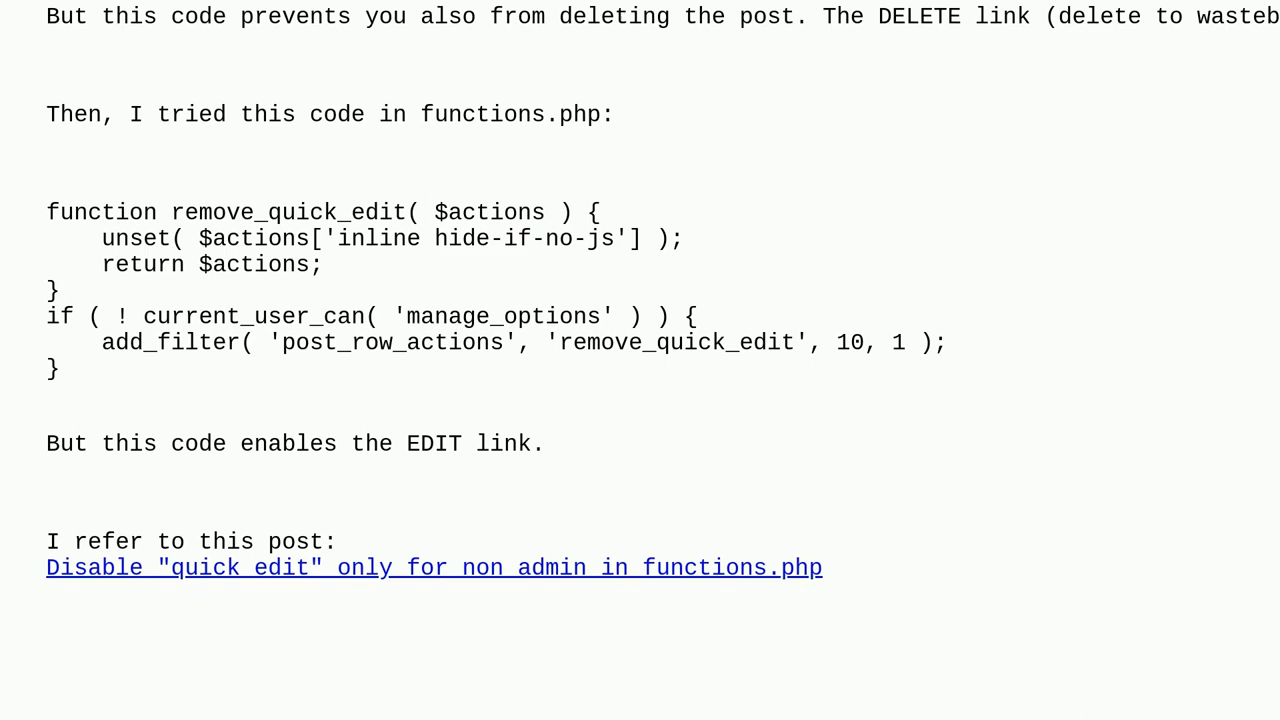 But this code prevents you also from deleting the post. The DELETE link (delete to
Then, I tried this code in functions.php:
function remove_quick_edit( $actions ) {
    unset( $actions['inline hide-if-no-js'] );
    return $actions;
}
if ( ! current_user_can( 'manage_options' ) ) {
    add_filter( 'post_row_actions', 'remove_quick_edit', 10, 1 );
}
But this code enables the EDIT link.
I refer to this post:
Disable "quick edit" only for non admin in functions.php